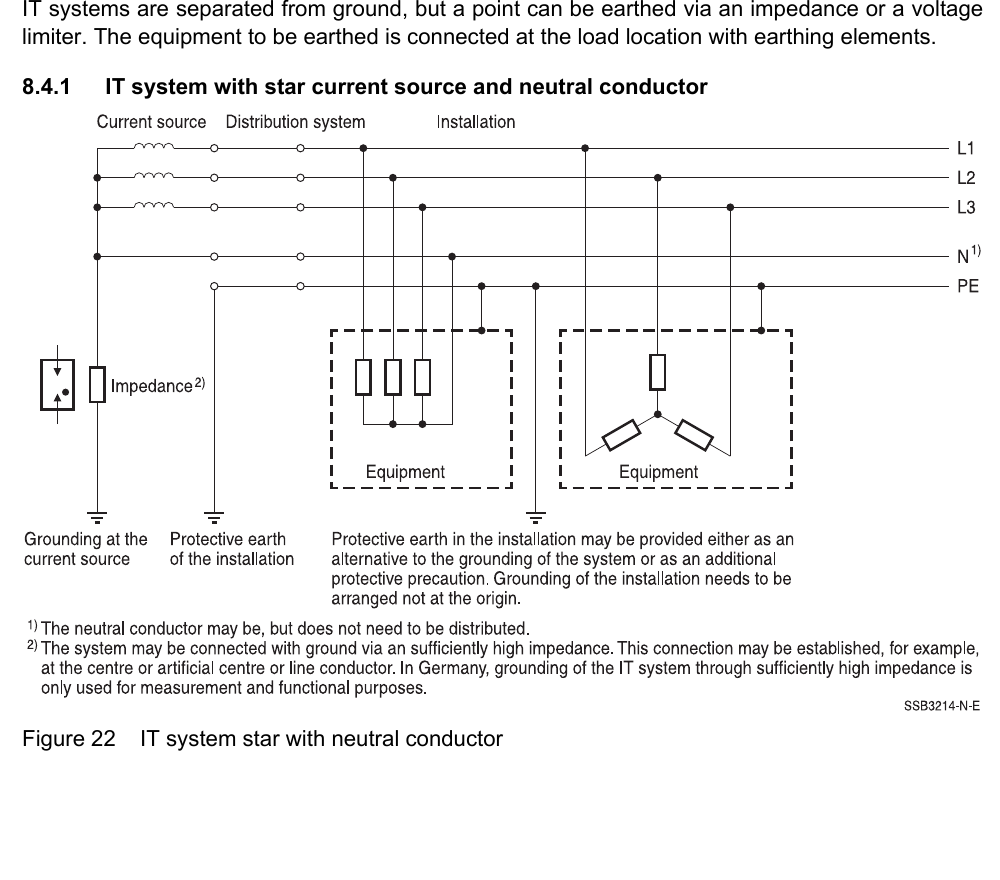 IT systems are separated from ground, but a point can be earthed via an impedance or a voltage
limiter. The equipment to be earthed is connected at the load location with earthing elements.
8.4.1 IT system with star current source and neutral conductor
Current source Distribution system Installation
L1
L2
L3
N1)
PE
Impedance2)
Equipment Equipment
Grounding at the
current source
Protective earth
of the installation
Protective earth in the installation may be provided either as an
alternative to the grounding of the system or as an additional
protective precaution. Grounding of the installation needs to be
arranged not at the origin.
1) The neutral conductor may be, but does not need to be distributed.
2) The system may be connected with ground via an sufficiently high impedance. This connection may be established, for example,
at the centre or artificial centre or line conductor. In Germany, grounding of the IT system through sufficiently high impedance is
only used for measurement and functional purposes.
SSB3214-N-E
Figure 22 IT system star with neutral conductor